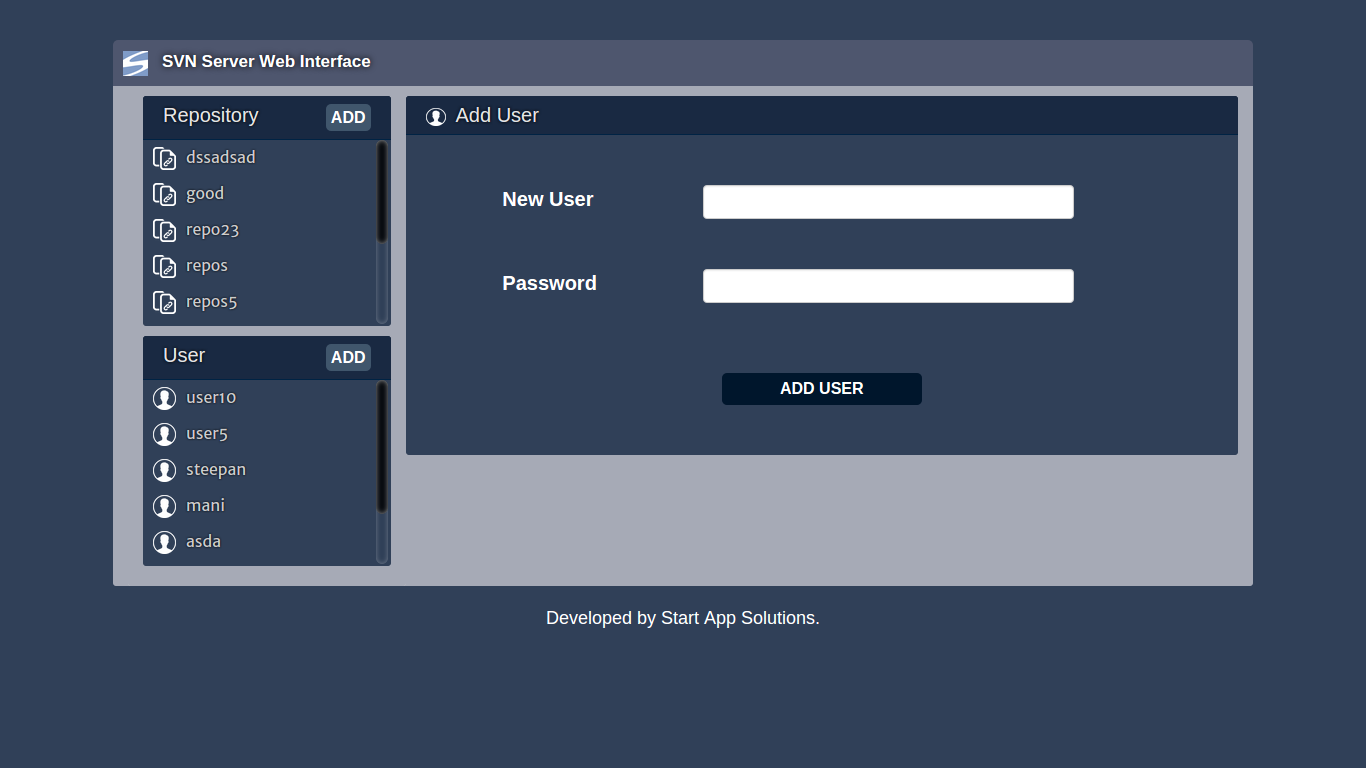 SVN Server Web Interface
Repository ADD
dssadsad
good
repo23
repos
repos5
User ADD
user10
user5
steepan
mani
asda
Add User
New User
Password
ADD USER
Developed by Start App Solutions.